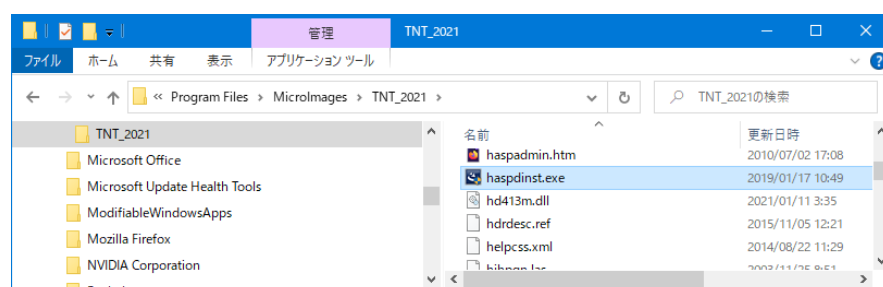 管理
TNT_2021
ファイル ホーム 共有 表示 アプリケーション ツール
« Program Files > MicroImages > TNT_2021 >
TNT_2021の検索
TNT_2021
Microsoft Office
Microsoft Update Health Tools
ModifiableWindowsApps
Mozilla Firefox
NVIDIA Corporation
名前 更新日時
haspadmin.htm 2010/07/02 17:08
haspdinst.exe 2019/01/17 10:49
hd413m.dll 2021/01/11 3:35
hdrdesc.ref 2015/11/05 12:21
helpcss.xml 2014/08/22 11:29